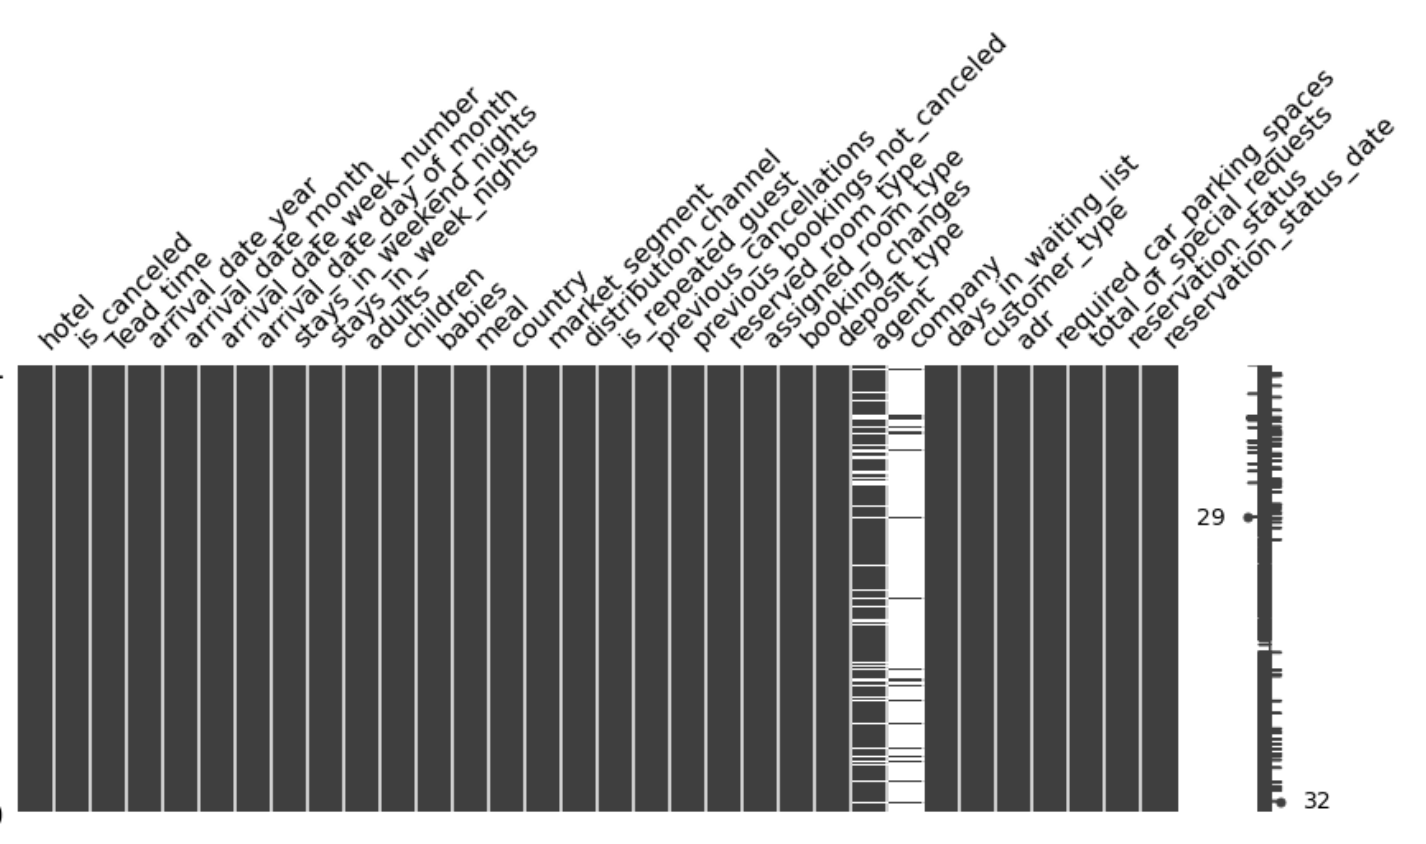 hotel
is_canceled
lead_time
arrival_date_year
arrival_date_month
arrival_date_week_number
arrival_date_day_of_month
stays_in_weekend_nights
stays_in_week_nights
adults
children
babies
meal
country
market_segment
distribution_channel
is_repeated_guest
previous_cancellations
previous_bookings_not_canceled
reserved_room_type
assigned_room_type
booking_changes
deposit_type
agent
company
days_in_waiting_list
customer_type
adr
required_car_parking_spaces
total_of_special_requests
reservation_status
reservation_status_date
29
32